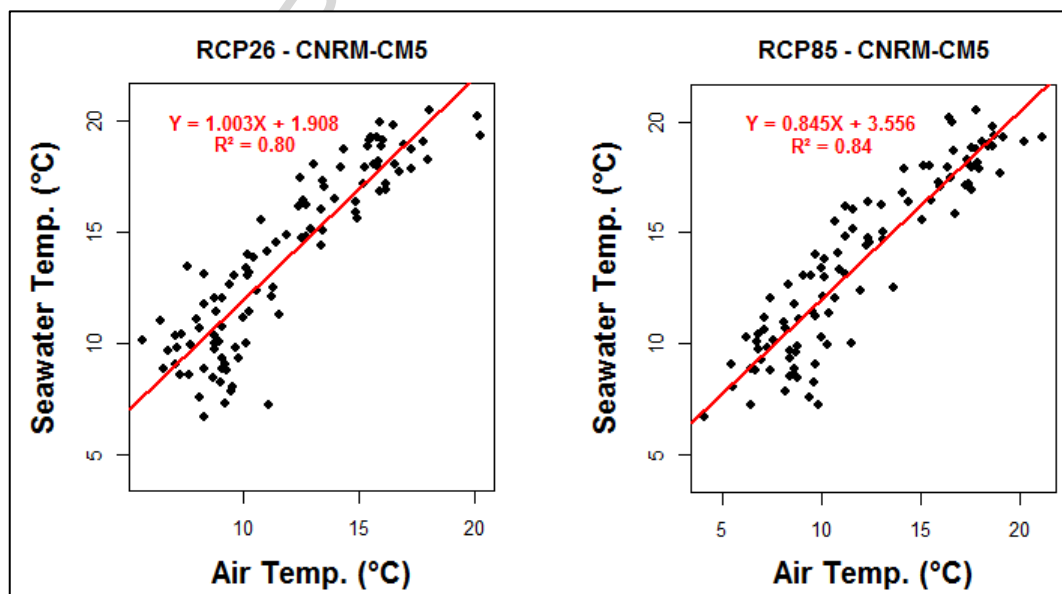 RCP26 - CNRM-CM5
Y = 1.003X + 1.908
R² = 0.80
Seawater Temp. (°C)
5
10
15
20
10
15
20
Air Temp. (°C)
RCP85 - CNRM-CM5
Y = 0.845X + 3.556
R² = 0.84
Seawater Temp. (°C)
5
10
15
20
5
10
15
20
Air Temp. (°C)